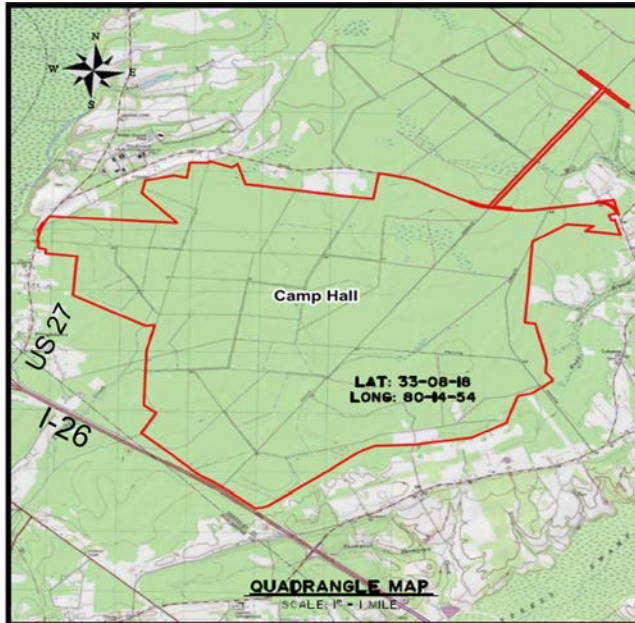 N
W E
S
Camp Hall
US 27
LAT: 33-08-18
LONG: 80-14-54
I-26
QUADRANGLE MAP
SCALE: 1" = 1 MILE